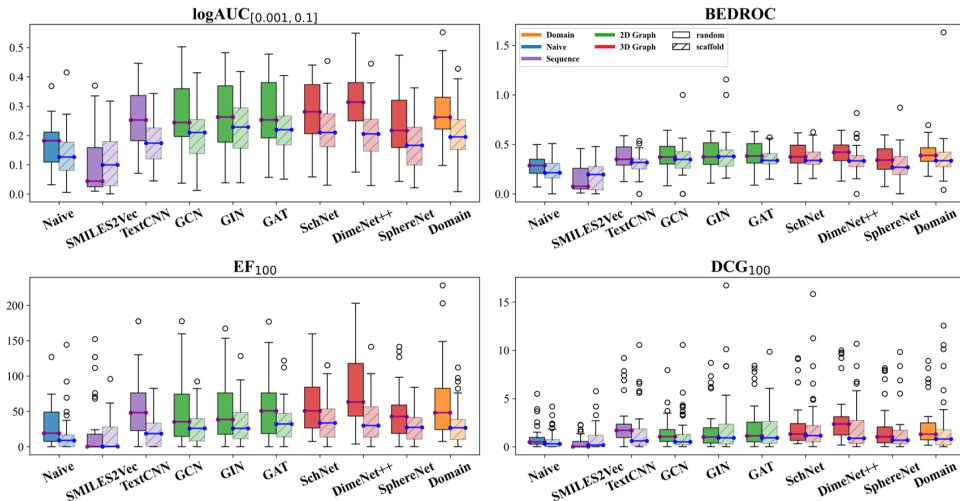 logAUC[0.001, 0.1]
0.5
0.4
0.3
0.2
0.1
0.0
Naive SMILES2Vec TextCNN GCN GIN GAT SchNet DimeNet++ SphereNet Domain
BEDROC
Domain 2D Graph random
Naive 3D Graph scaffold
Sequence
1.5
1.0
0.5
0.0
Naive SMILES2Vec TextCNN GCN GIN GAT SchNet DimeNet++ SphereNet Domain
EF100
200
150
100
50
0
Naive SMILES2Vec TextCNN GCN GIN GAT SchNet DimeNet++ SphereNet Domain
DCG100
15
10
5
0
Naive SMILES2Vec TextCNN GCN GIN GAT SchNet DimeNet++ SphereNet Domain